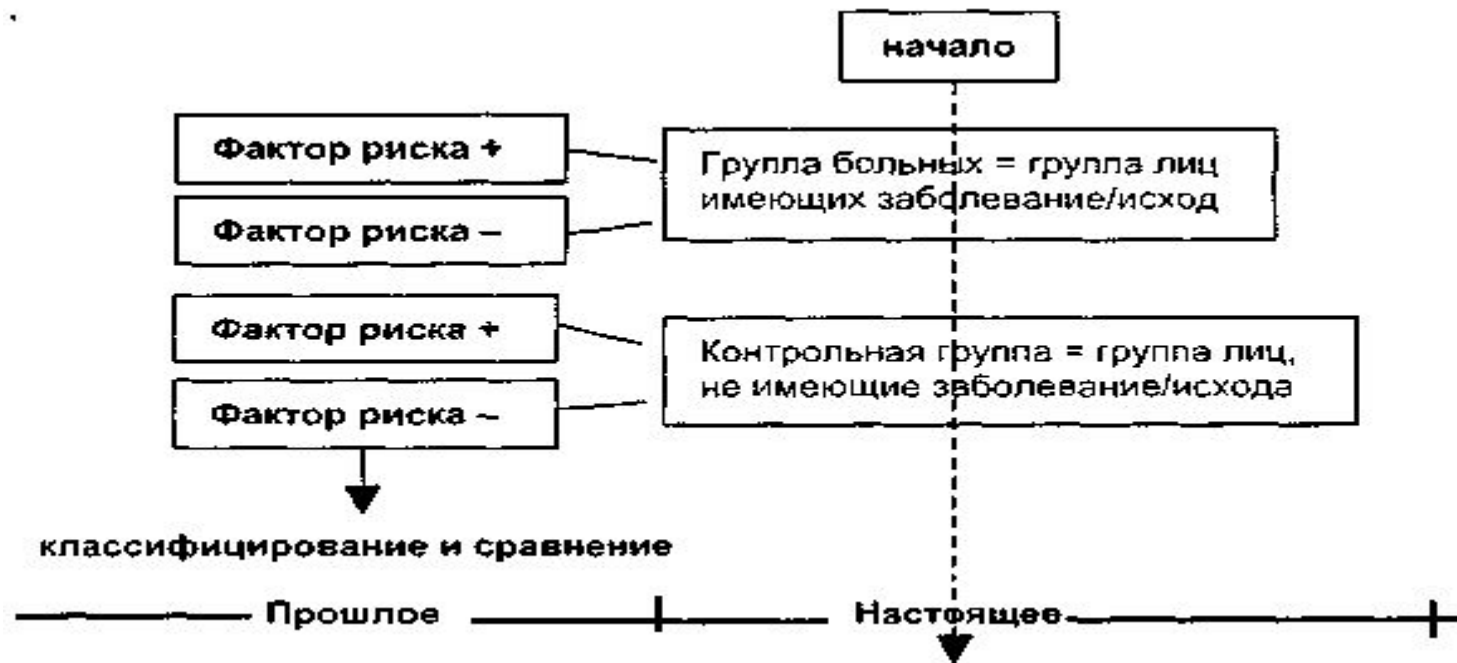 начало
Фактор риска +
Группа больных = группа лиц
имеющих заболевание/исход
Фактор риска –
Фактор риска +
Контрольная группа = группа лиц,
не имеющие заболевание/исхода
Фактор риска –
классифицирование и сравнение
Прошлое
Настоящее